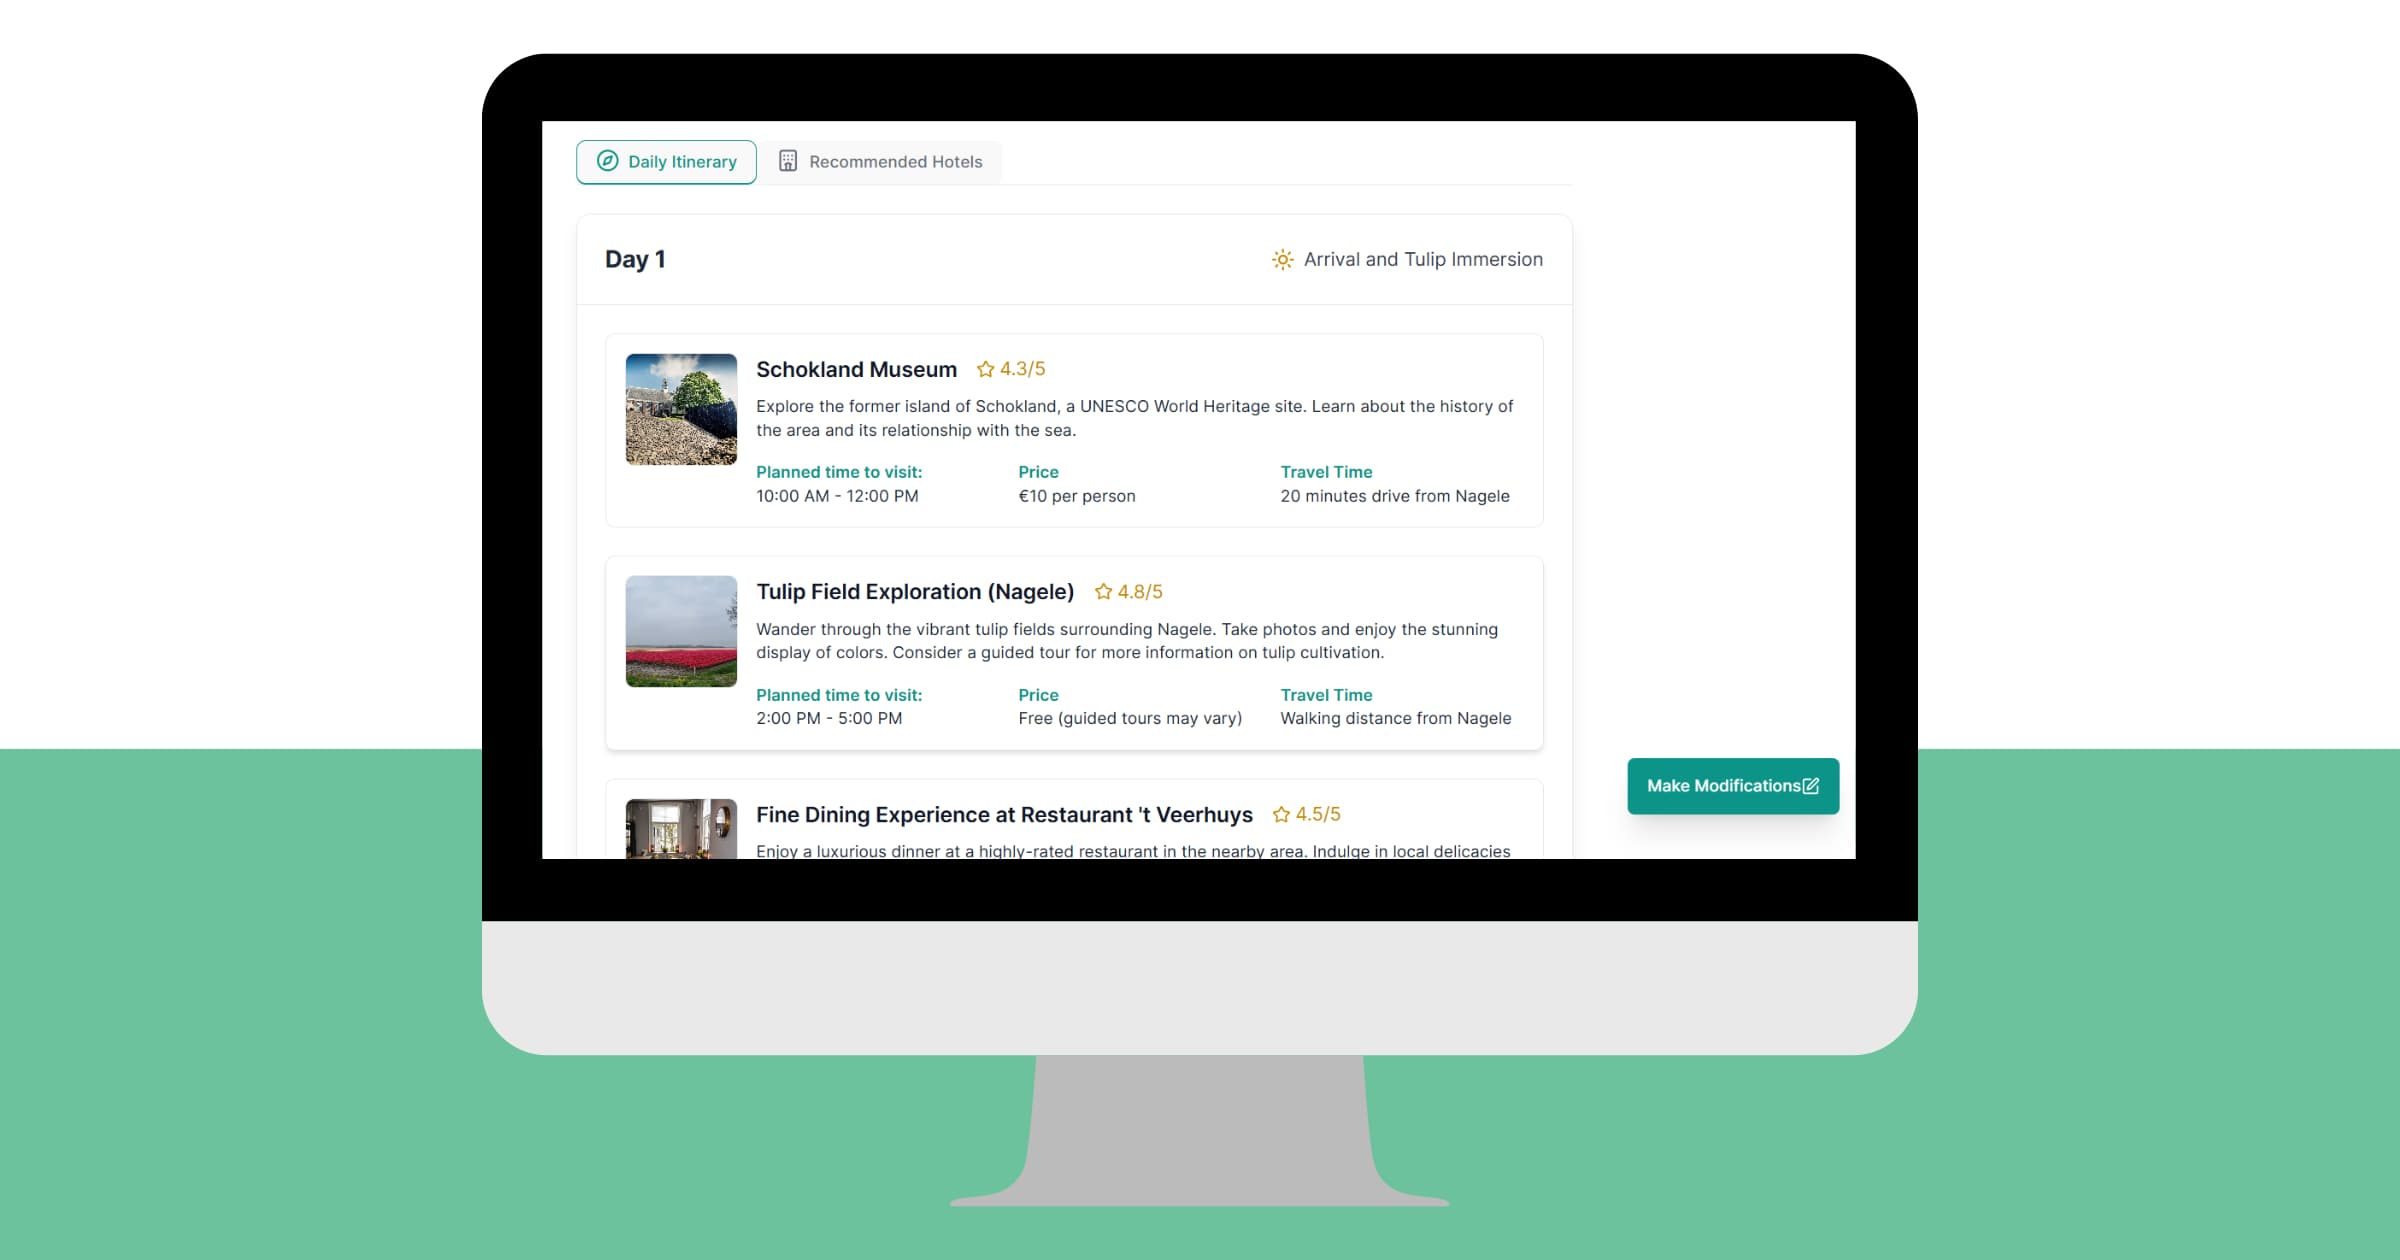 Daily Itinerary
Recommended Hotels
Day 1
Arrival and Tulip Immersion
Schokland Museum
4.3/5
Explore the former island of Schokland, a UNESCO World Heritage site. Learn about the history of
the area and its relationship with the sea.
Planned time to visit:
10:00 AM - 12:00 PM
Price
€10 per person
Travel Time
20 minutes drive from Nagele
Tulip Field Exploration (Nagele)
4.8/5
Wander through the vibrant tulip fields surrounding Nagele. Take photos and enjoy the stunning
display of colors. Consider a guided tour for more information on tulip cultivation.
Planned time to visit:
2:00 PM - 5:00 PM
Price
Free (guided tours may vary)
Travel Time
Walking distance from Nagele
Make Modifications
Fine Dining Experience at Restaurant 't Veerhuys
4.5/5
Enjoy a luxurious dinner at a highly-rated restaurant in the nearby area. Indulge in local delicacies